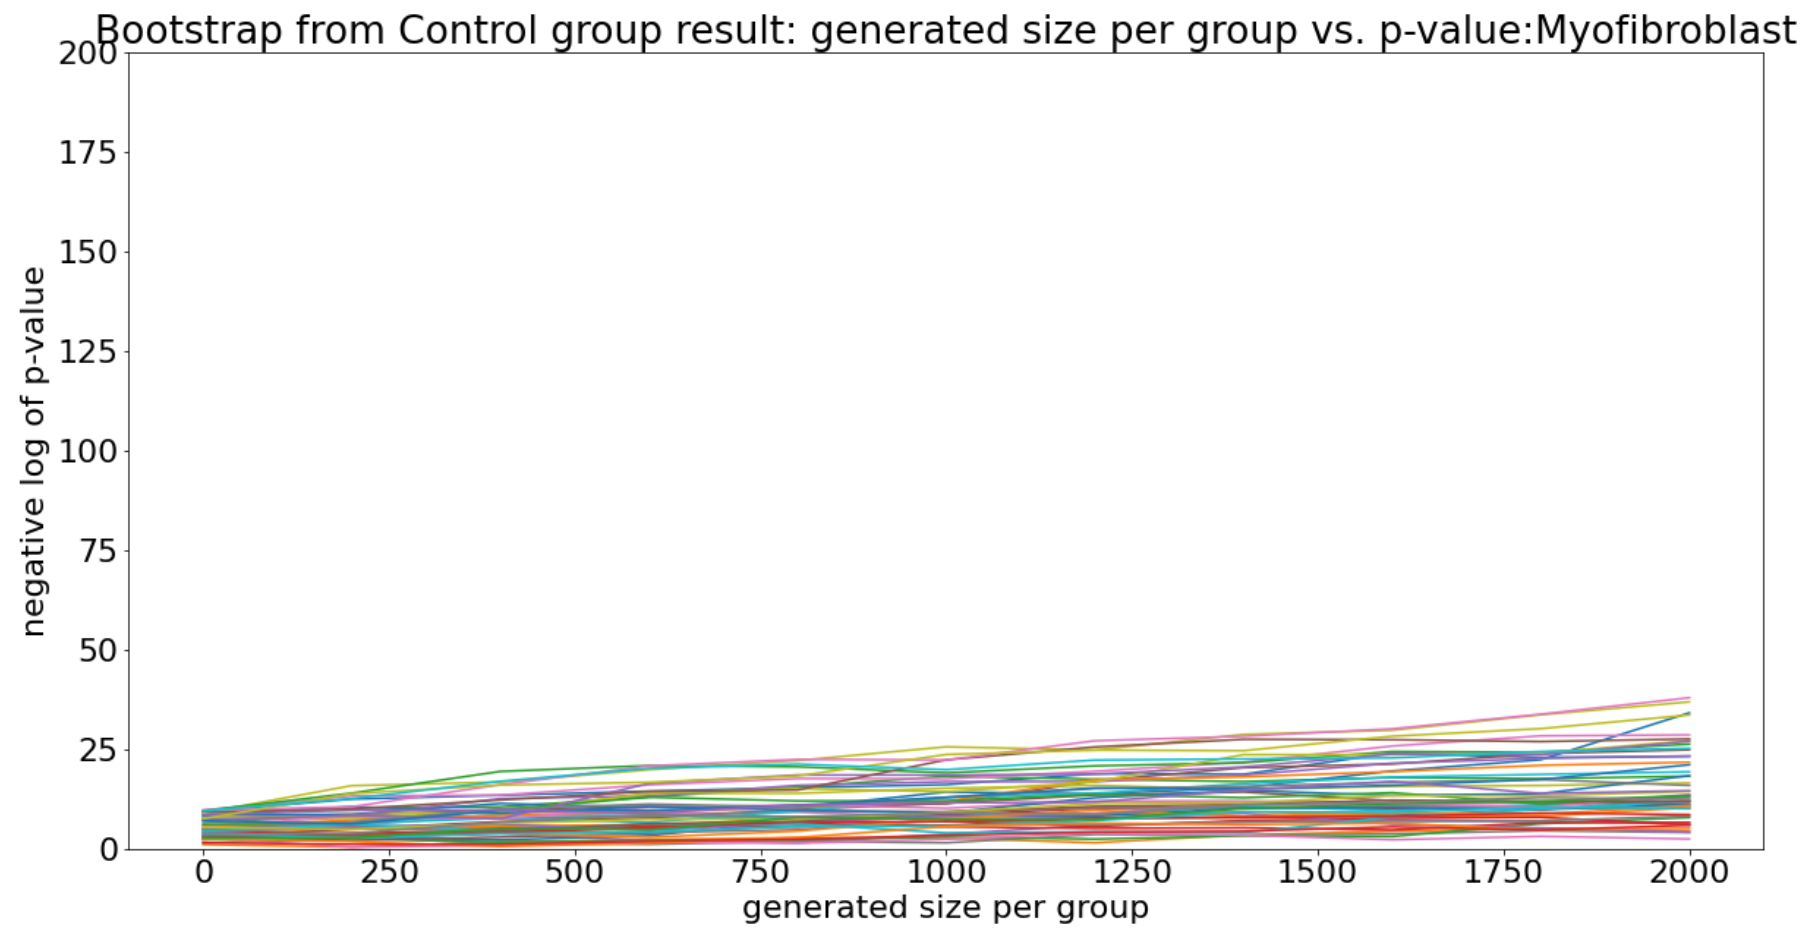 Bootstrap from Control group result: generated size per group vs. p-value:Myofibroblast
200
175
150
125
100
75
50
25
0
negative log of p-value
0 250 500 750 1000 1250 1500 1750 2000
generated size per group